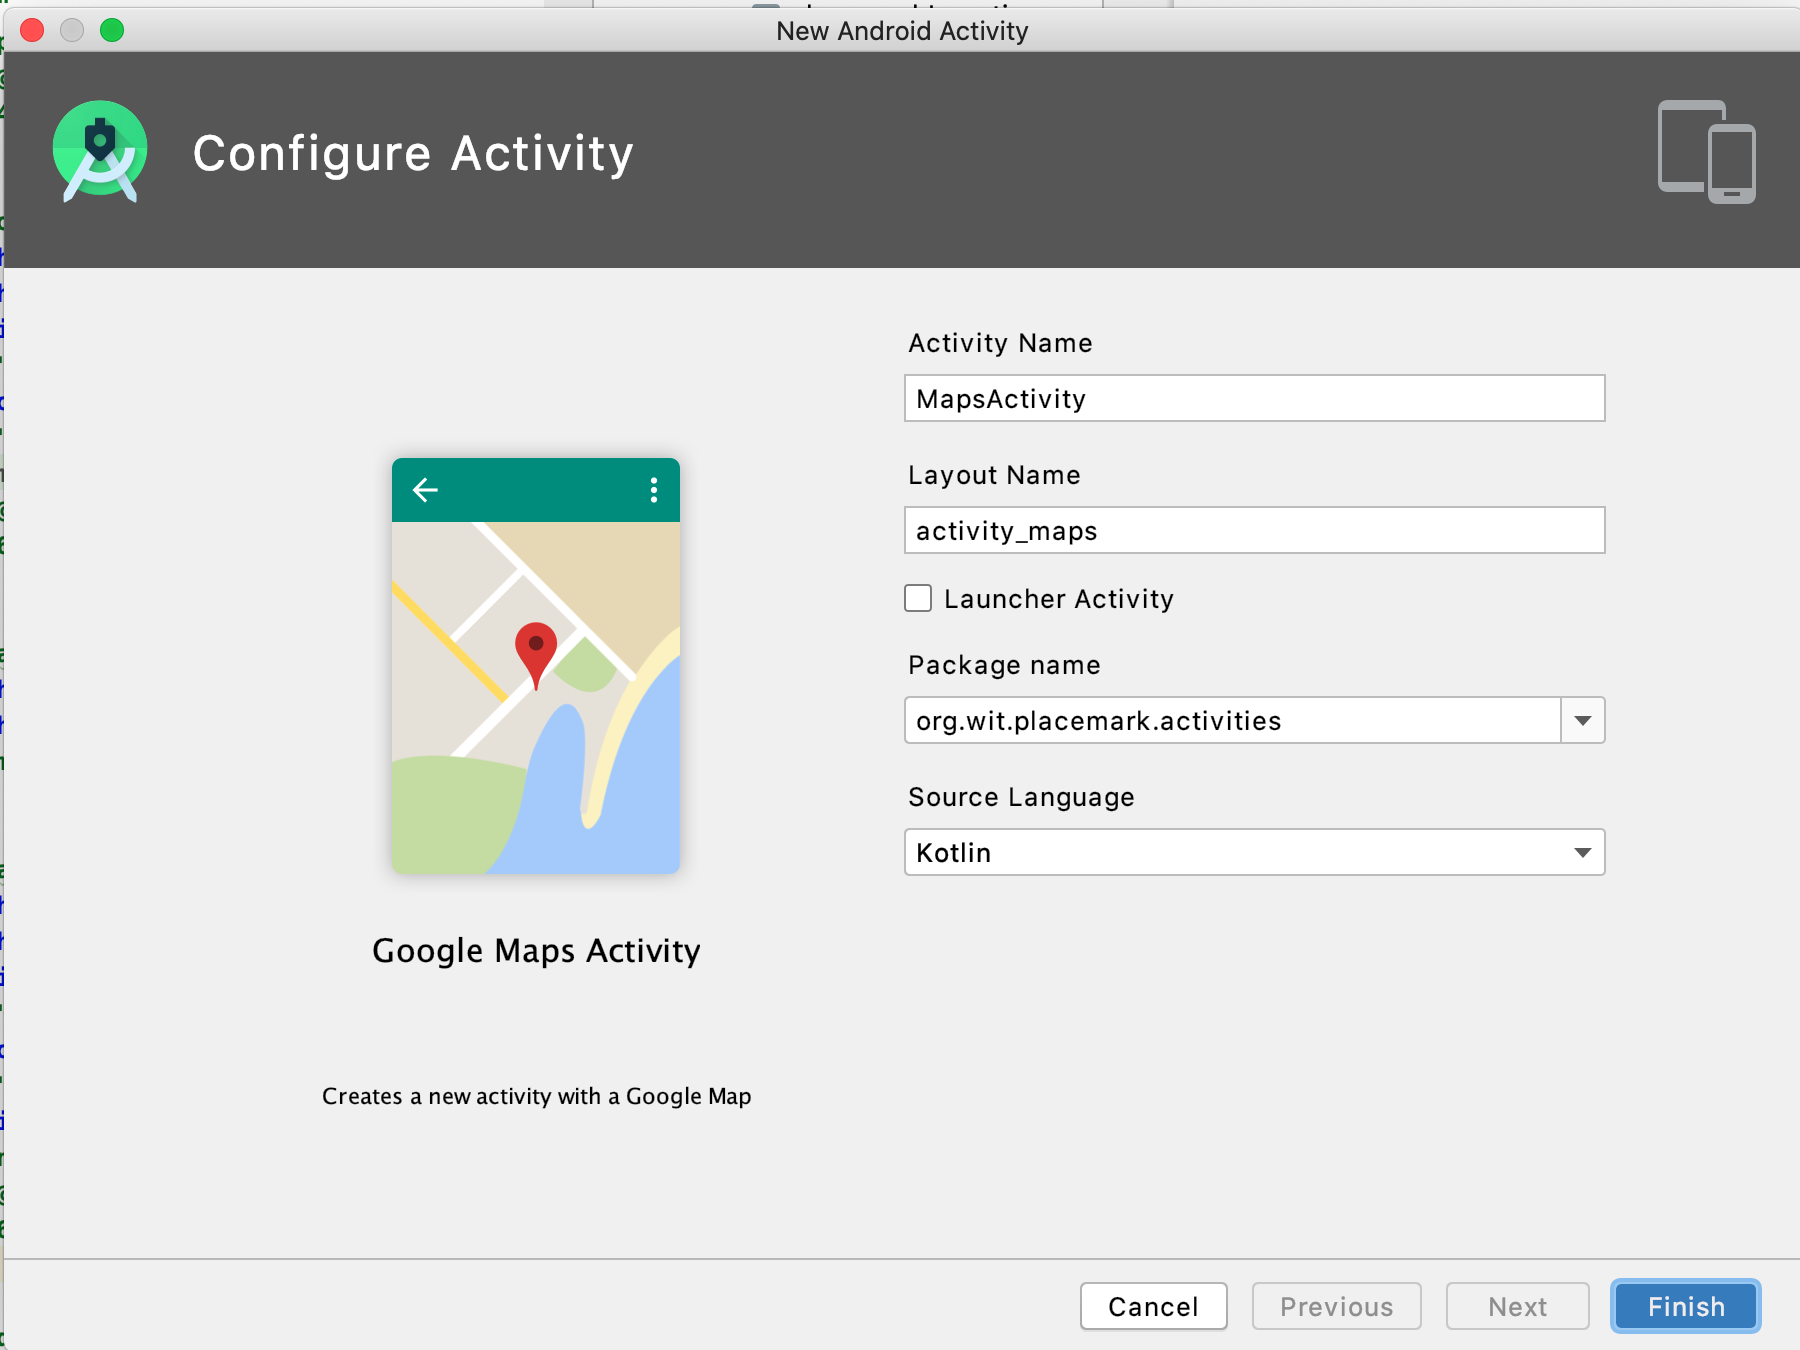 New Android Activity
Configure Activity
Activity Name
MapsActivity
Layout Name
activity_maps
Launcher Activity
Package name
org.wit.placemark.activities
Source Language
Kotlin
Google Maps Activity
Creates a new activity with a Google Map
Cancel
Previous
Next
Finish